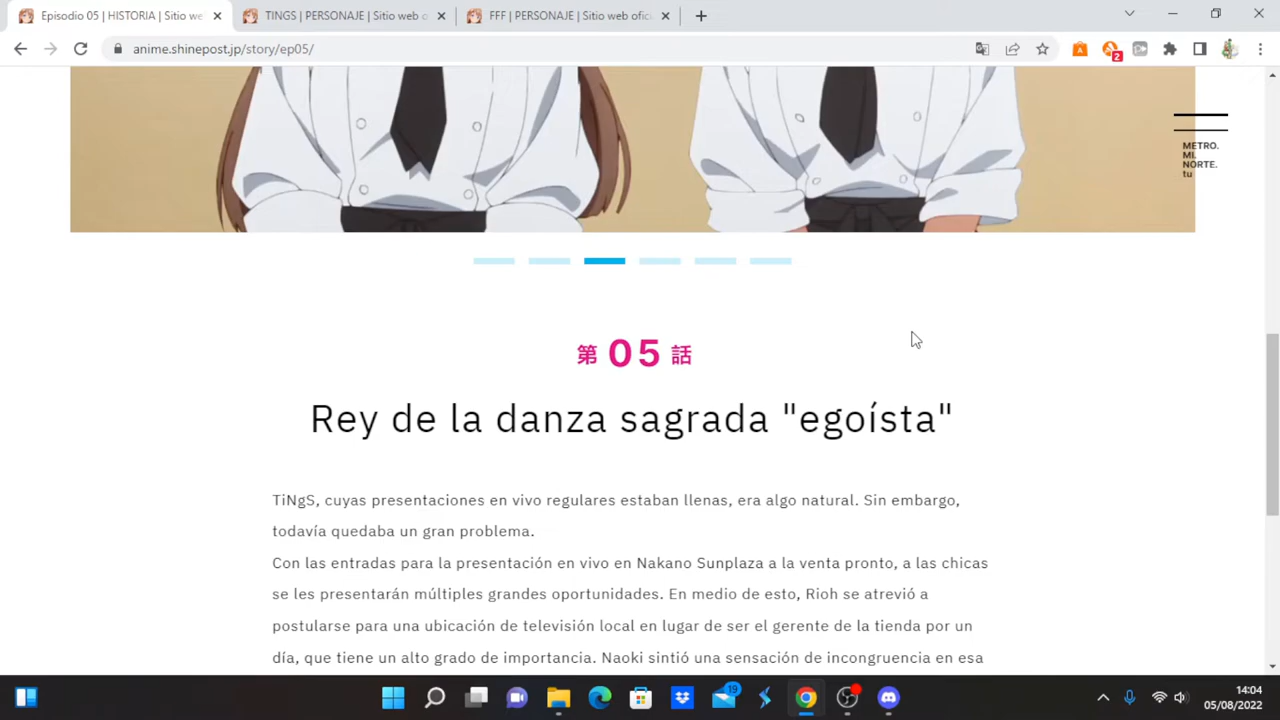 Episodio 05 | HISTORIA | Sitio we
TINGS | PERSONAJE | Sitio web o
FFF | PERSONAJE | Sitio web ofic
anime.shinepost.jp/story/ep05/
2
METRO.
MI.
NORTE.
tu
第 05 話
Rey de la danza sagrada "egoísta"
TiNgS, cuyas presentaciones en vivo regulares estaban llenas, era algo natural. Sin embargo,
todavía quedaba un gran problema.
Con las entradas para la presentación en vivo en Nakano Sunplaza a la venta pronto, a las chicas
se les presentarán múltiples grandes oportunidades. En medio de esto, Rioh se atrevió a
postularse para una ubicación de televisión local en lugar de ser el gerente de la tienda por un
día, que tiene un alto grado de importancia. Naoki sintió una sensación de incongruencia en esa
19
14:04
05/08/2022